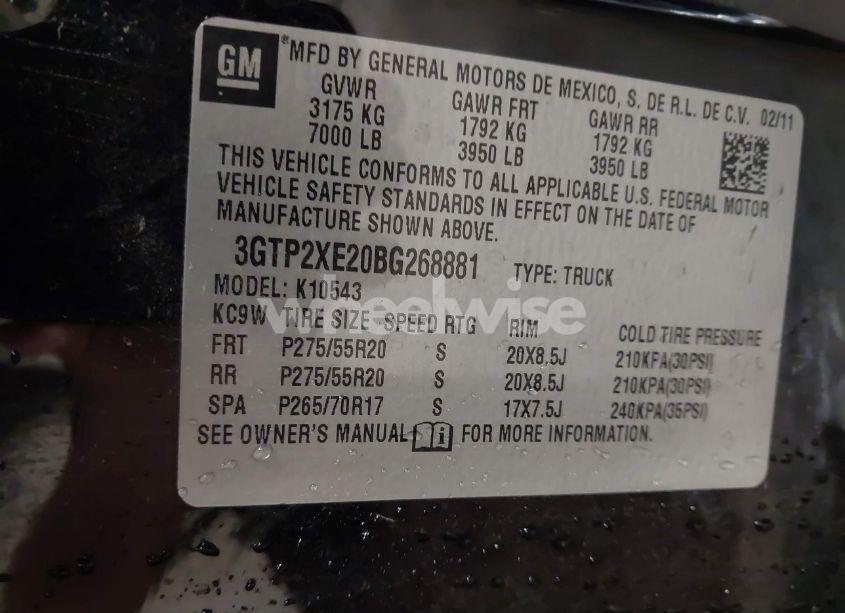 GM
*MFD BY GENERAL MOTORS DE MEXICO, S. DE R.L. DE C.V. 02/11
GVWR GAWR FRT GAWR RR
3175 KG 1792 KG 1792 KG
7000 LB 3950 LB 3950 LB
THIS VEHICLE CONFORMS TO ALL APPLICABLE U.S. FEDERAL MOTOR
VEHICLE SAFETY STANDARDS IN EFFECT ON THE DATE OF
MANUFACTURE SHOWN ABOVE.
3GTP2XE20BG268881 TYPE: TRUCK
MODEL: K10543
wheelwise
KC9W TIRE SIZE SPEED RTG RIM COLD TIRE PRESSURE
FRT P275/55R20 S 20X8.5J 210KPA(30PSI)
RR P275/55R20 S 20X8.5J 210KPA(30PSI)
SPA P265/70R17 S 17X7.5J 240KPA(35PSI)
SEE OWNER'S MANUAL i FOR MORE INFORMATION.